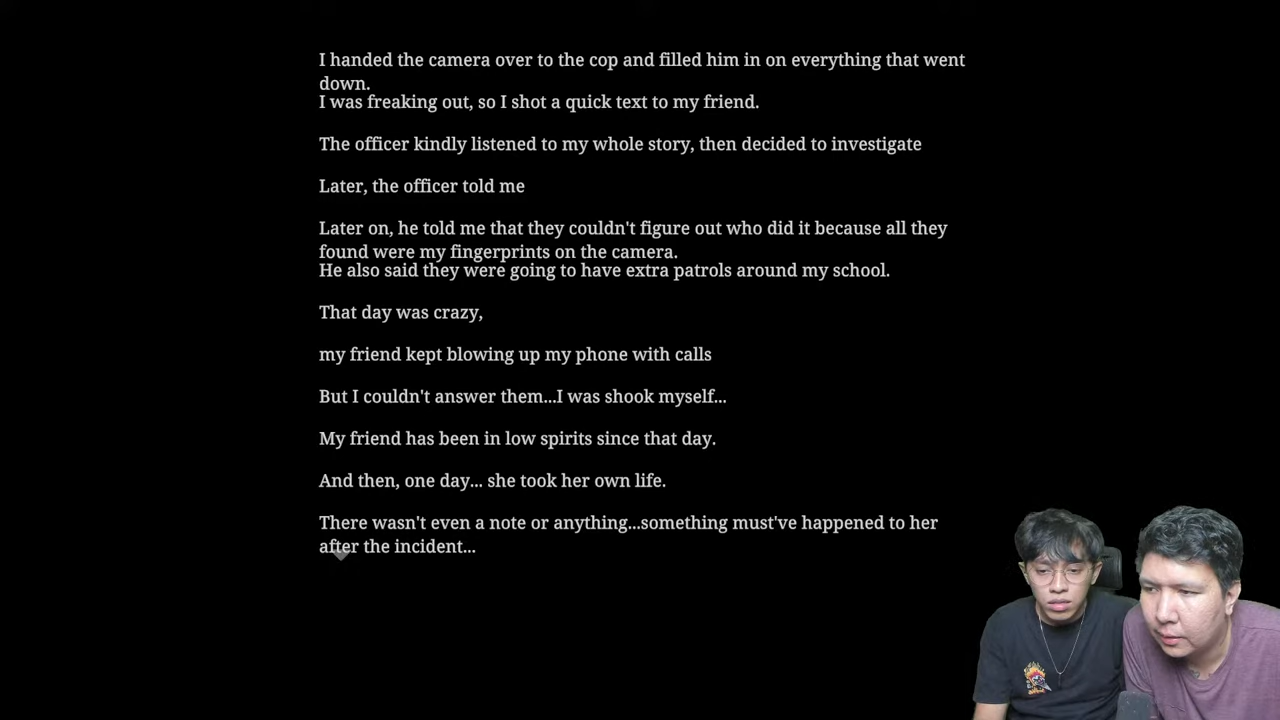 I handed the camera over to the cop and filled him in on everything that went
down.
I was freaking out, so I shot a quick text to my friend.
The officer kindly listened to my whole story, then decided to investigate
Later, the officer told me
Later on, he told me that they couldn't figure out who did it because all they
found were my fingerprints on the camera.
He also said they were going to have extra patrols around my school.
That day was crazy,
my friend kept blowing up my phone with calls
But I couldn't answer them...I was shook myself...
My friend has been in low spirits since that day.
And then, one day... she took her own life.
There wasn't even a note or anything...something must've happened to her
after the incident...